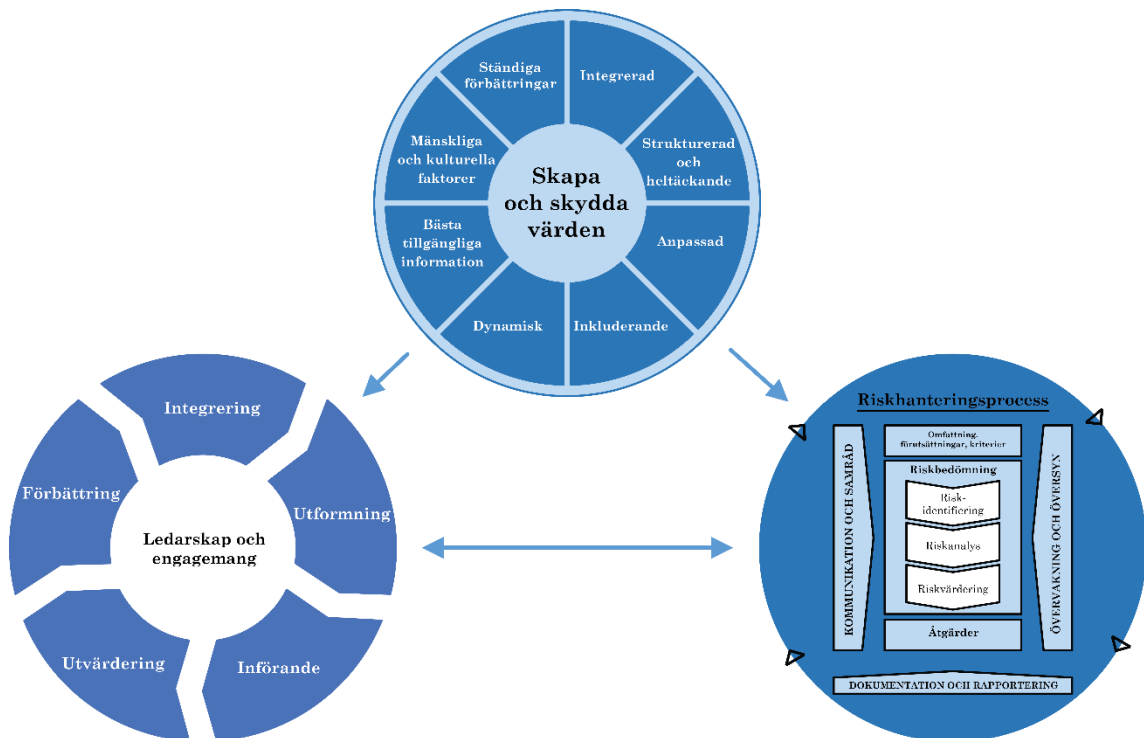 Ständiga
förbättringar
Integrerad
Mänskliga
och kulturella
faktorer
Strukturerad
och
heltäckande
Skapa
och skydda
värden
Bästa
tillgängliga
information
Anpassad
Dynamisk
Inkluderande
Integrering
Förbättring
Utformning
Ledarskap och
engagemang
Utvärdering
Införande
Riskhanteringsprocess
KOMMUNIKATION OCH SAMRÅD
Omfattning,
förutsättningar, kriterier
Riskbedömning
Risk-
identifiering
Riskanalys
Riskvärdering
Åtgärder
ÖVERVAKNING OCH ÖVERSYN
DOKUMENTATION OCH RAPPORTERING